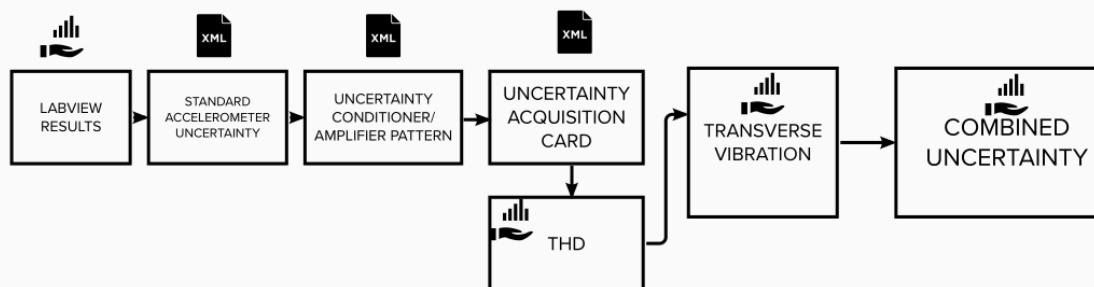 XML
XML
XML
LABVIEW
RESULTS
STANDARD
ACCELEROMETER
UNCERTAINTY
UNCERTAINTY
CONDITIONER/
AMPLIFIER PATTERN
UNCERTAINTY
ACQUISITION
CARD
THD
TRANSVERSE
VIBRATION
COMBINED
UNCERTAINTY